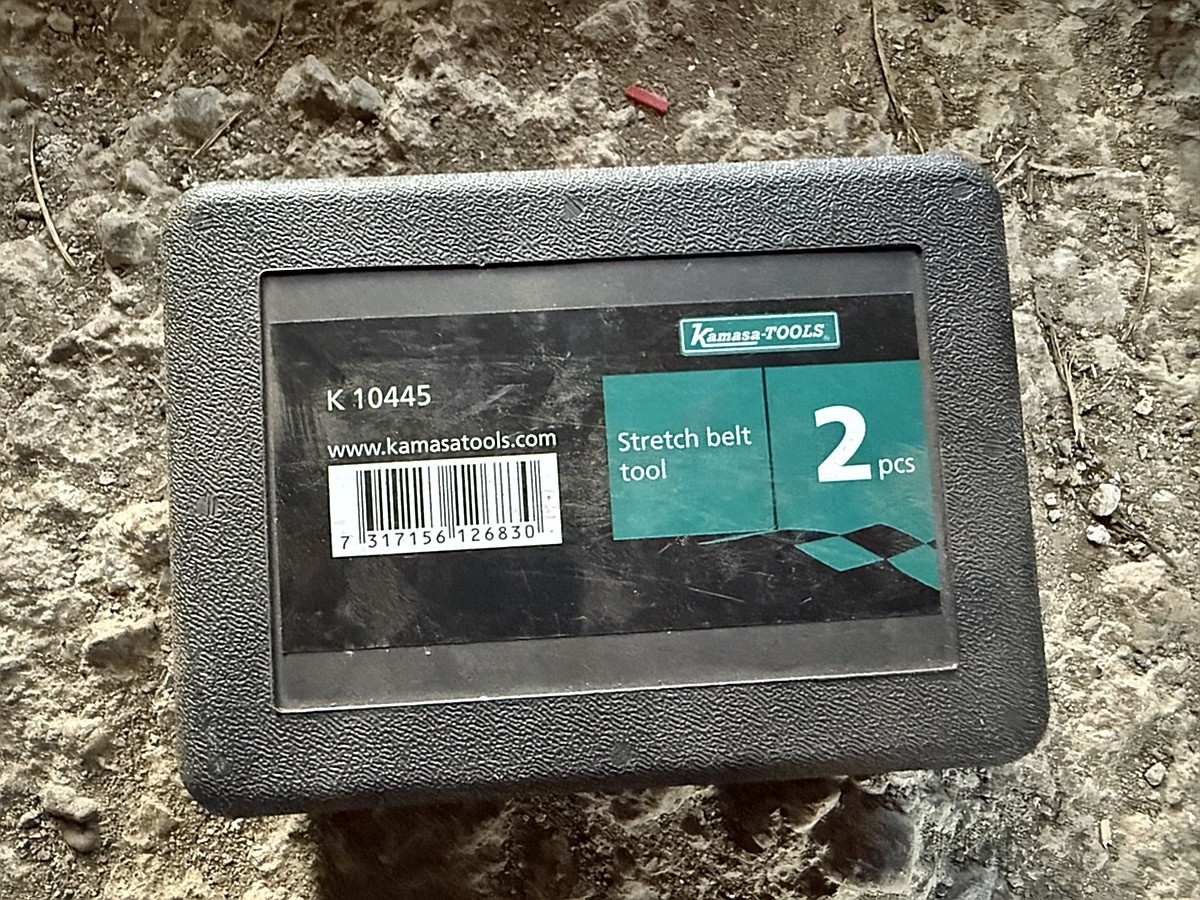 Kamasa-TOOLS
K 10445
www.kamasatools.com
7 317156 126830
Stretch belt
tool
2 pcs